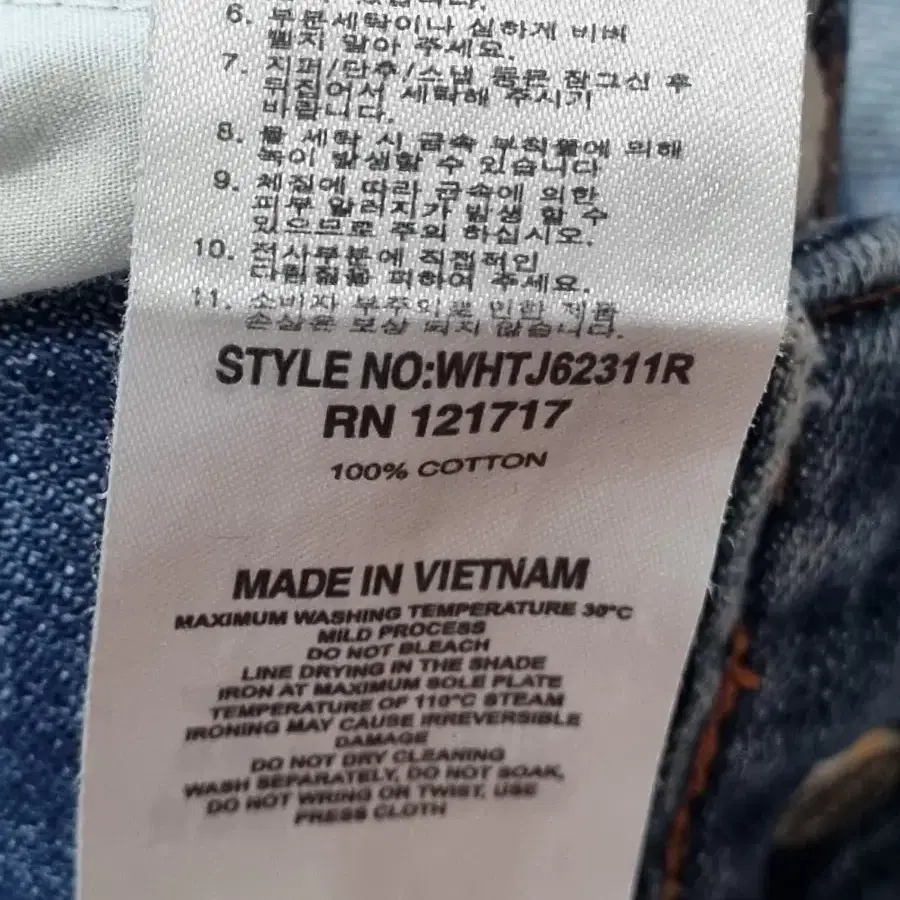 6. 부분세탁이나 심하게 비벼
빨지 말아 주세요.
7. 지퍼/단추/스냅 등은 잠그신 후
뒤집어서 세탁해 주시기
바랍니다.
8. 물 세탁 시 금속 부착물에 의해
녹이 발생할 수 있습니다
9. 체질에 따라 금속에 의한
피부 알러지가 발생 할 수
있으므로 주의 하십시오.
10. 전사부분에 직접적인
다림질을 피하여 주세요.
11. 소비자 부주의로 인한 제품
손상은 보상 되지 않습니다.
STYLE NO:WHTJ62311R
RN 121717
100% COTTON
MADE IN VIETNAM
MAXIMUM WASHING TEMPERATURE 30°C
MILD PROCESS
DO NOT BLEACH
LINE DRYING IN THE SHADE
IRON AT MAXIMUM SOLE PLATE
TEMPERATURE OF 110°C STEAM
IRONING MAY CAUSE IRREVERSIBLE
DAMAGE
DO NOT DRY CLEANING
WASH SEPARATELY, DO NOT SOAK,
DO NOT WRING OR TWIST, USE
PRESS CLOTH